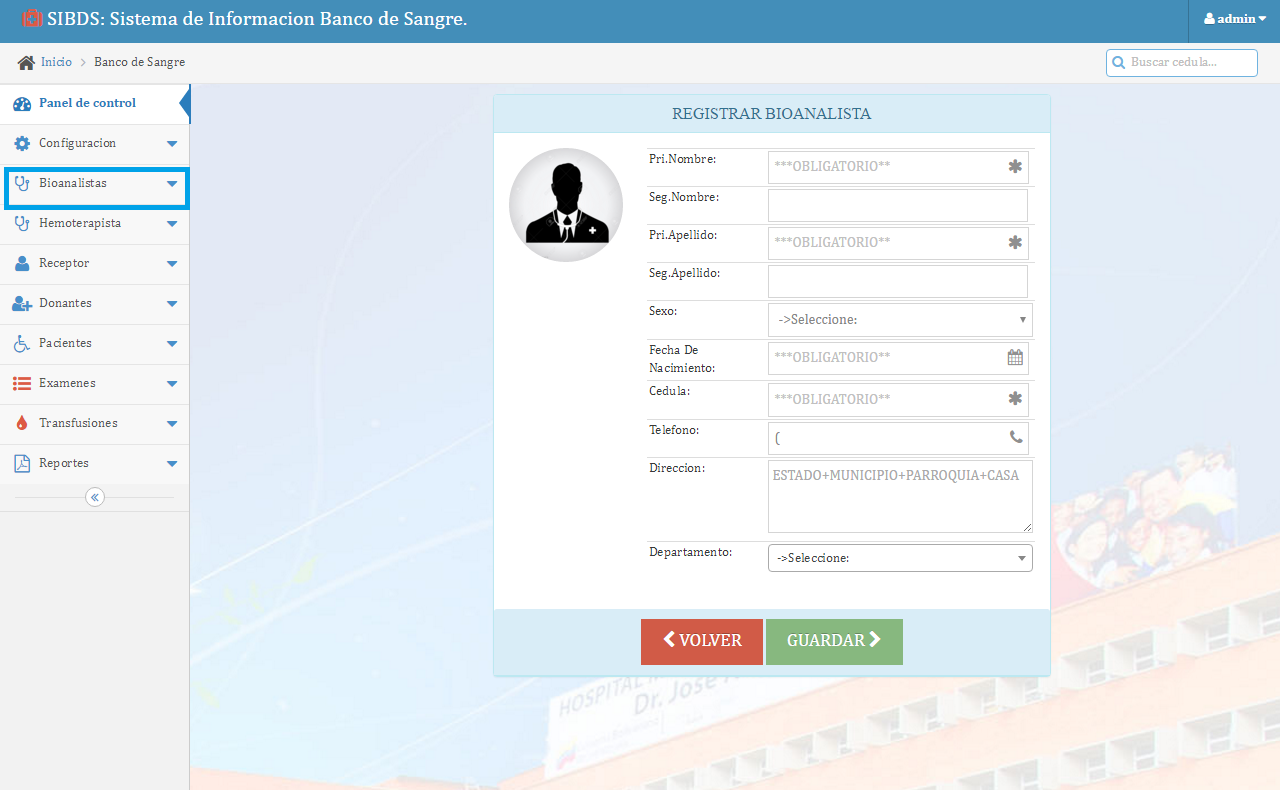 SIBDS: Sistema de Informacion Banco de Sangre.
admin
Inicio
Banco de Sangre
Buscar cedula...
Panel de control
Configuracion
Bioanalistas
Hemoterapista
Receptor
Donantes
Pacientes
Examenes
Transfusiones
Reportes
REGISTRAR BIOANALISTA
Pri.Nombre:
***OBLIGATORIO**
Seg.Nombre:
Pri.Apellido:
***OBLIGATORIO**
Seg.Apellido:
Sexo:
->Seleccione:
Fecha De
Nacimiento:
***OBLIGATORIO**
Cedula:
***OBLIGATORIO**
Telefono:
(
Direccion:
ESTADO+MUNICIPIO+PARROQUIA+CASA
Departamento:
->Seleccione:
VOLVER
GUARDAR
HOSPITAL
Dr. José